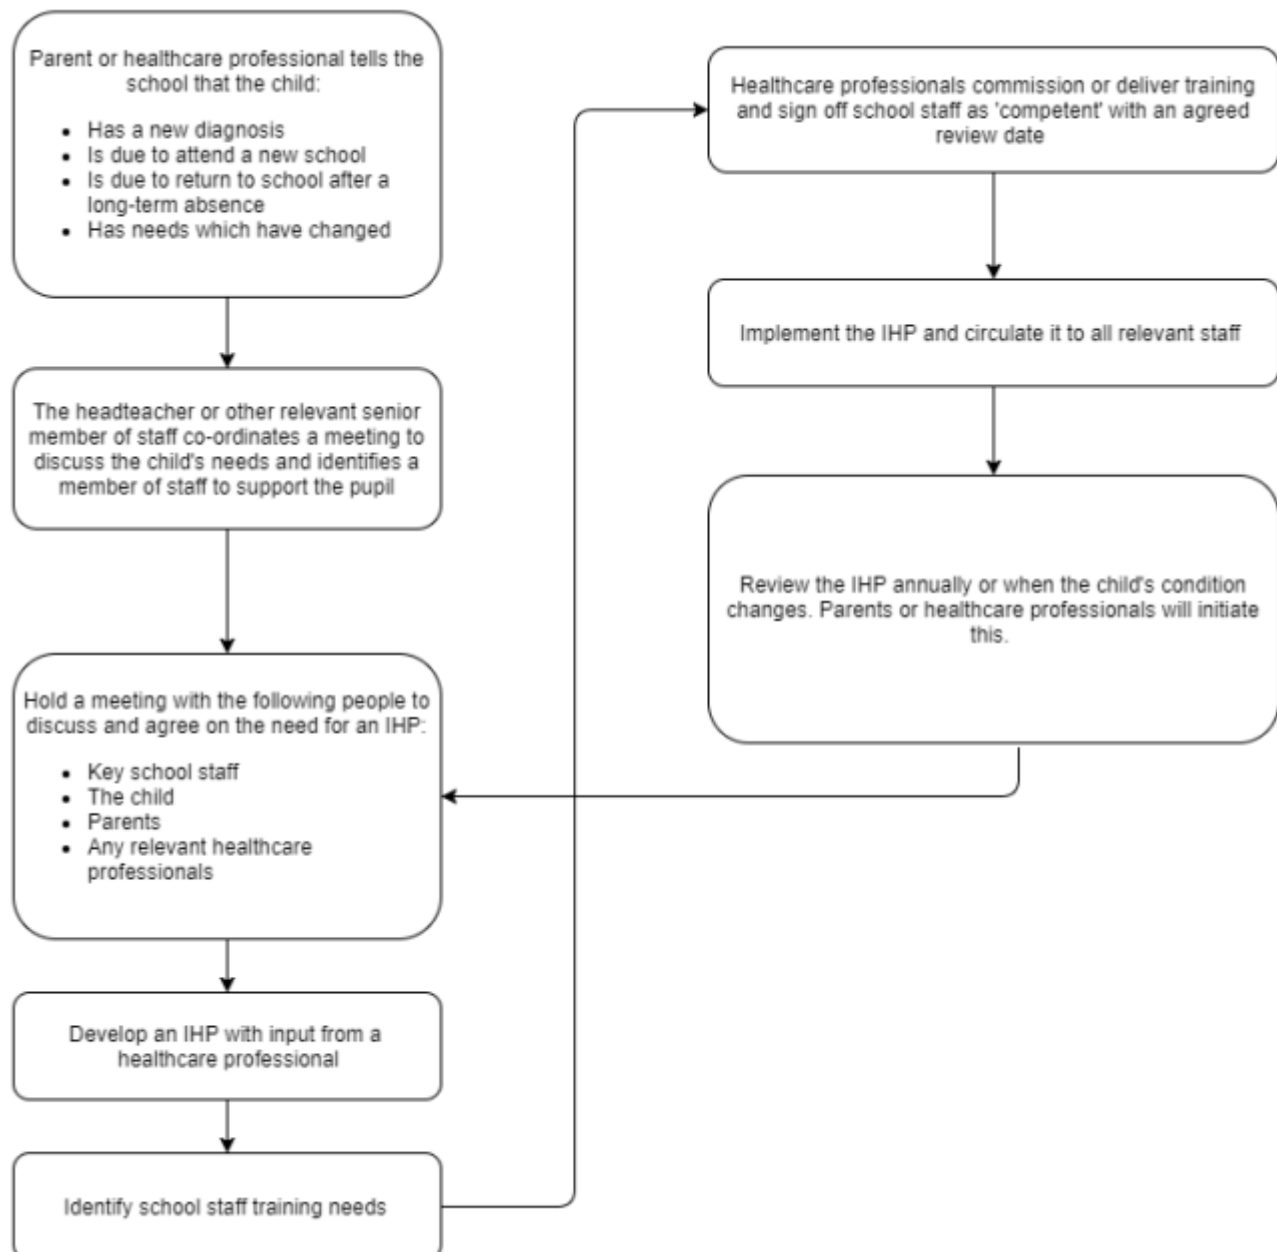 Parent or healthcare professional tells the
school that the child:
• Has a new diagnosis
• Is due to attend a new school
• Is due to return to school after a
long-term absence
• Has needs which have changed
The headteacher or other relevant senior
member of staff co-ordinates a meeting to
discuss the child's needs and identifies a
member of staff to support the pupil
Hold a meeting with the following people to
discuss and agree on the need for an IHP:
• Key school staff
• The child
• Parents
• Any relevant healthcare
professionals
Develop an IHP with input from a
healthcare professional
Identify school staff training needs
Healthcare professionals commission or deliver training
and sign off school staff as 'competent' with an agreed
review date
Implement the IHP and circulate it to all relevant staff
Review the IHP annually or when the child's condition
changes. Parents or healthcare professionals will initiate
this.